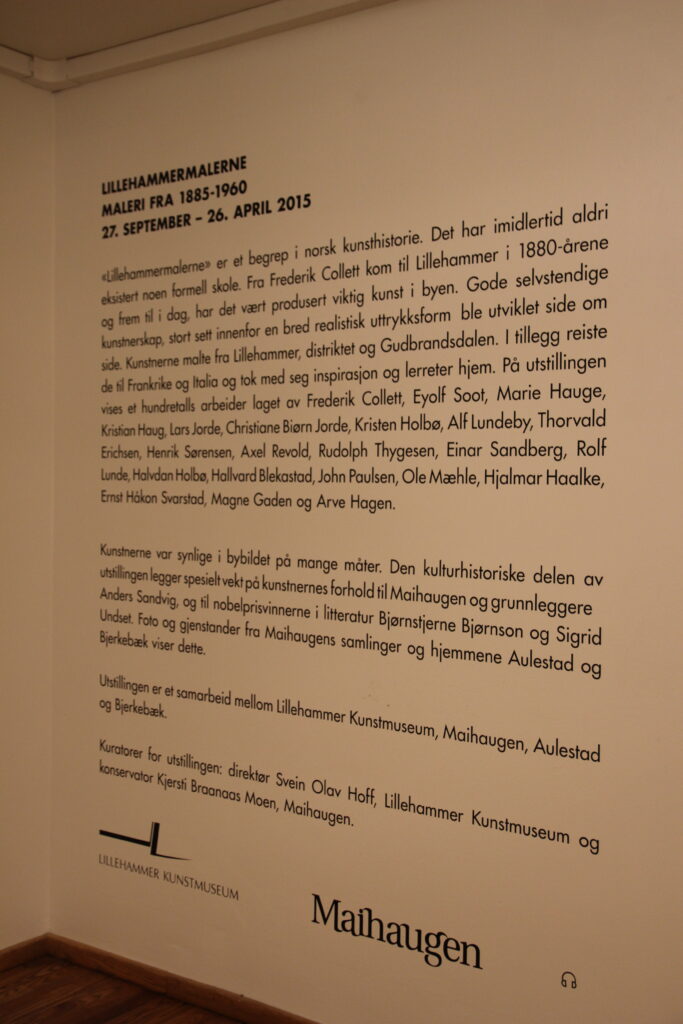 LILLEHAMMERMALERNE
MALERI FRA 1885-1960
27. SEPTEMBER – 26. APRIL 2015
«Lillehammermalerne» er et begrep i norsk kunsthistorie. Det har imidlertid aldri
eksistert noen formell skole. Fra Frederik Collett kom til Lillehammer i 1880-årene
og frem til i dag, har det vært produsert viktig kunst i byen. Gode selvstendige
kunstnerskap, stort sett innenfor en bred realistisk uttrykksform ble utviklet side om
side. Kunstnerne malte fra Lillehammer, distriktet og Gudbrandsdalen. I tillegg reiste
de til Frankrike og Italia og tok med seg inspirasjon og lerreter hjem. På utstillingen
vises et hundretalls arbeider laget av Frederik Collett, Eyolf Soot, Marie Hauge,
Kristian Haug, Lars Jorde, Christiane Biørn Jorde, Kristen Holbø, Alf Lundeby, Thorvald
Erichsen, Henrik Sørensen, Axel Revold, Rudolph Thygesen, Einar Sandberg, Rolf
Lunde, Halvdan Holbø, Hallvard Blekastad, John Paulsen, Ole Mæhle, Hjalmar Haalke,
Ernst Håkon Svarstad, Magne Gaden og Arve Hagen.
Kunstnerne var synlige i bybildet på mange måter. Den kulturhistoriske delen av
utstillingen legger spesielt vekt på kunstnernes forhold til Maihaugen og grunnleggere
Anders Sandvig, og til nobelprisvinnerne i litteratur Bjørnstjerne Bjørnson og Sigrid
Undset. Foto og gjenstander fra Maihaugens samlinger og hjemmene Aulestad og
Bjerkebæk viser dette.
Utstillingen er et samarbeid mellom Lillehammer Kunstmuseum, Maihaugen, Aulestad
og Bjerkebæk.
Kuratorer for utstillingen: direktør Svein Olav Hoff, Lillehammer Kunstmuseum og
konservator Kjersti Braanaas Moen, Maihaugen.
LILLEHAMMER KUNSTMUSEUM
Maihaugen